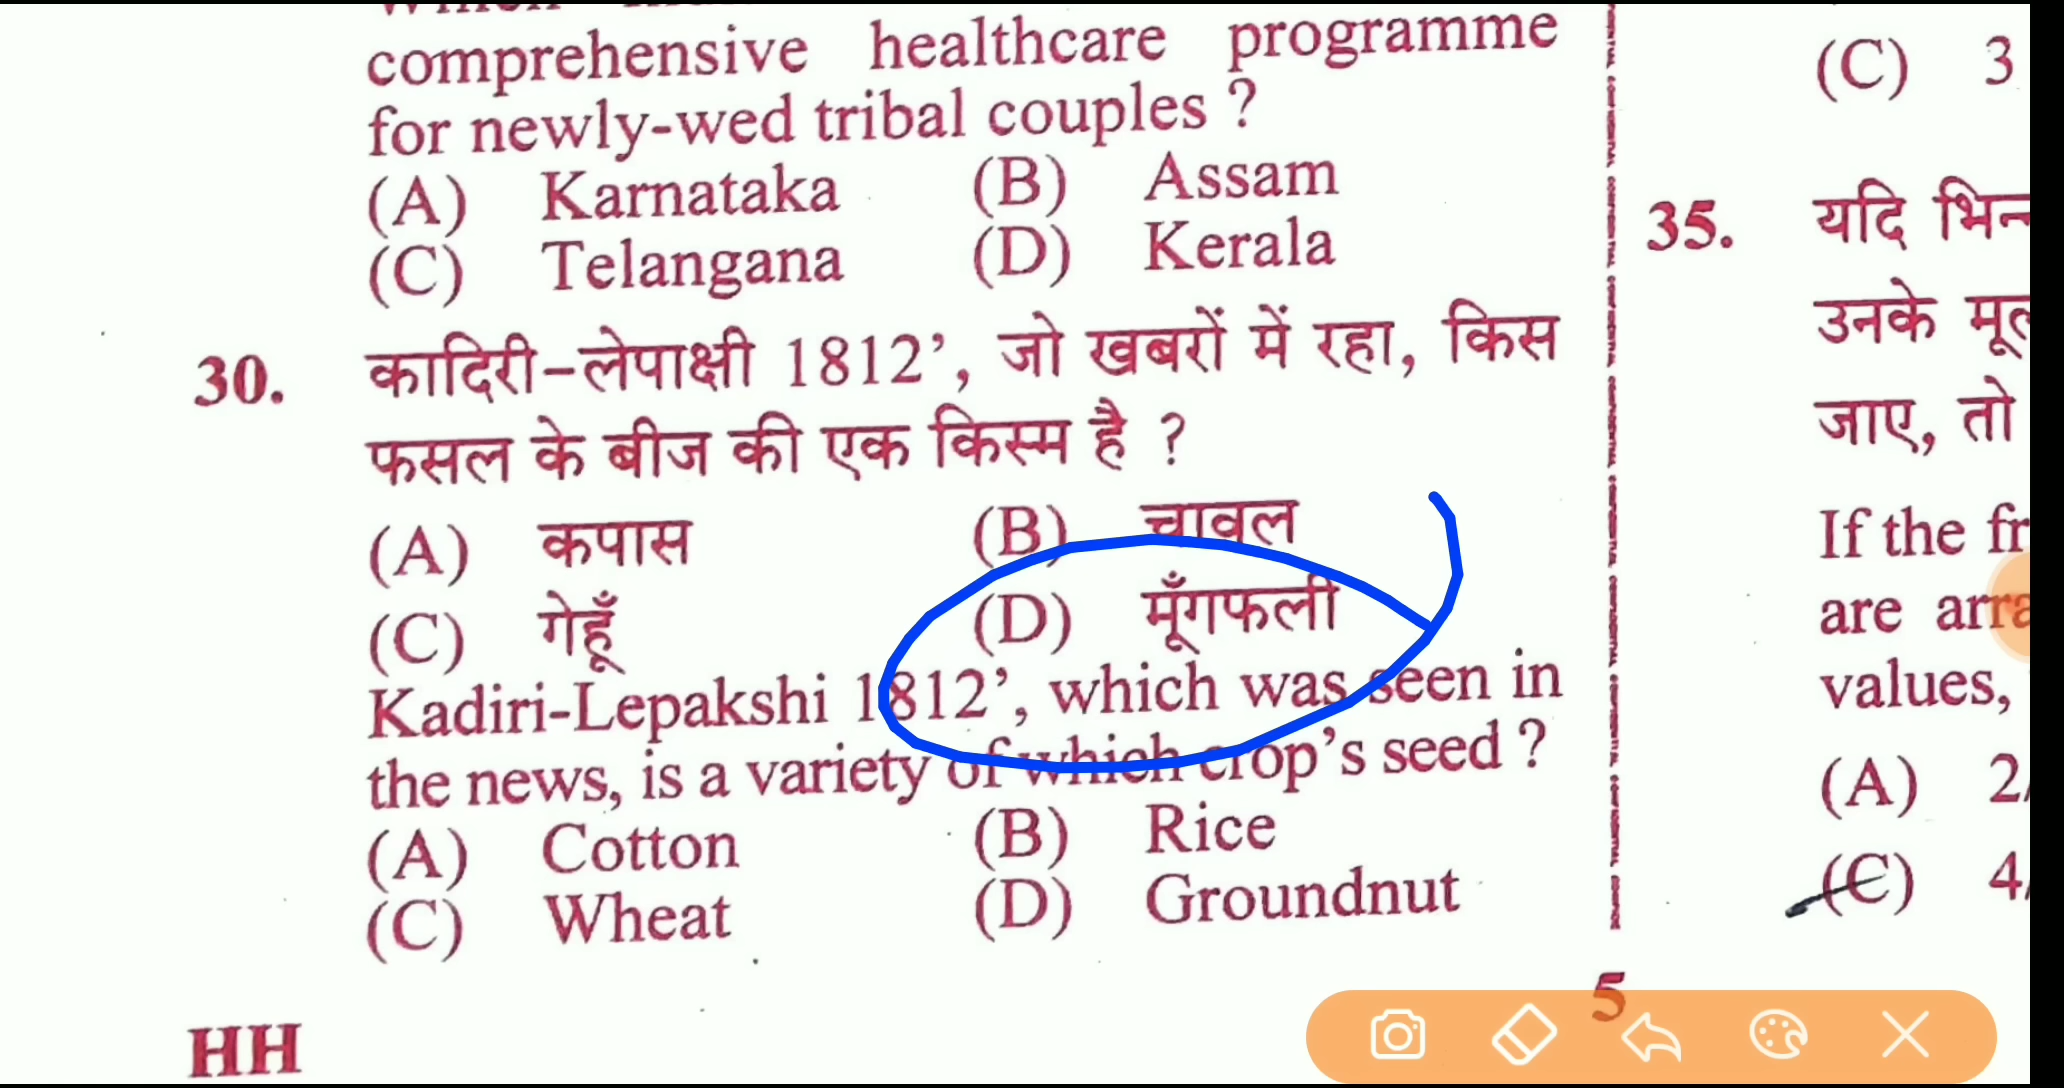 comprehensive healthcare programme
for newly-wed tribal couples ?
(A) Karnataka (B) Assam
(C) Telangana (D) Kerala
30. कादिरी-लेपाक्षी 1812’, जो खबरों में रहा, किस
फसल के बीज की एक किस्म है ?
(A) कपास (B) चावल
(C) गेहूँ (D) मूँगफली
Kadiri-Lepakshi 1812’, which was seen in
the news, is a variety of which crop’s seed ?
(A) Cotton (B) Rice
(C) Wheat (D) Groundnut
HH
5
(C) 3
35. यदि
उनके
जाए, तो
If the
are
values,
(A) 2
(C) 4